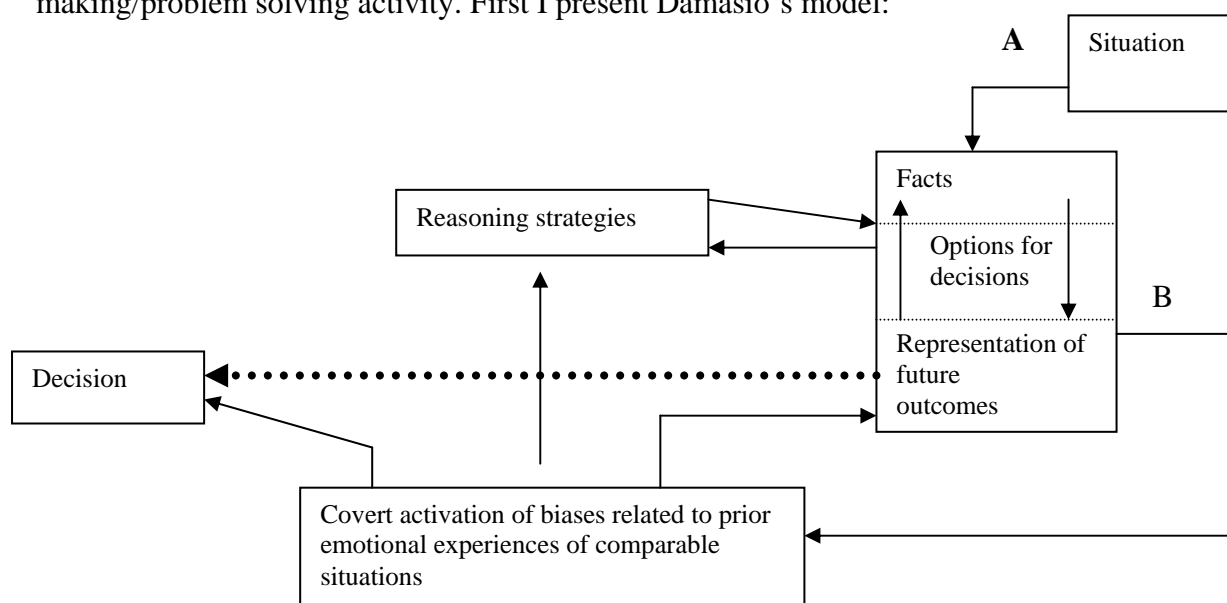 making/problem solving activity. First I present Damasio's model:
A
Situation
Facts
Reasoning strategies
Options for
decisions
B
Representation of
future
outcomes
Decision
Covert activation of biases related to prior
emotional experiences of comparable
situations